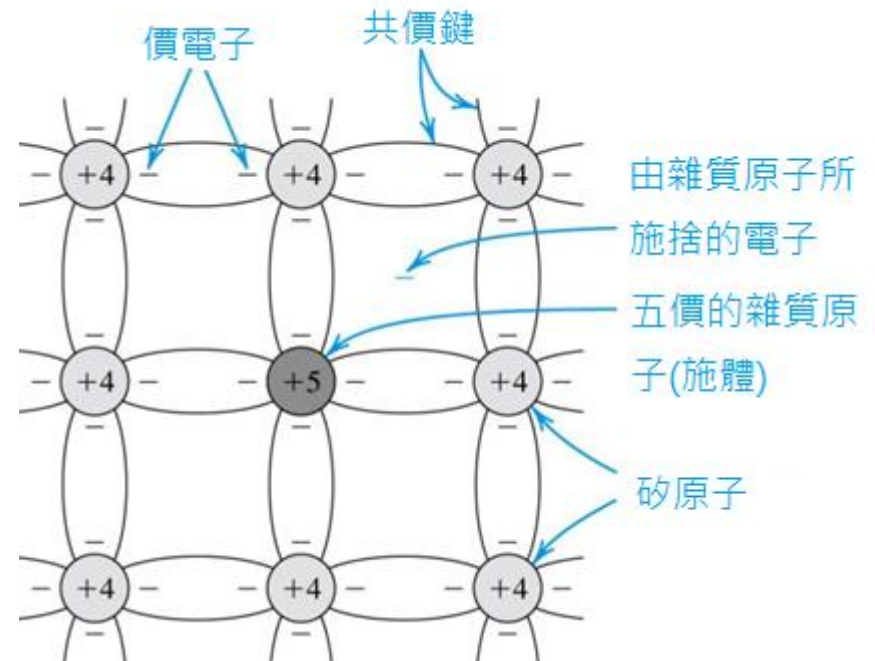 價電子
共價鍵
+4 +4 +4
由雜質原子所
施捨的電子
五價的雜質原
子(施體)
+4 +5 +4
矽原子
+4 +4 +4